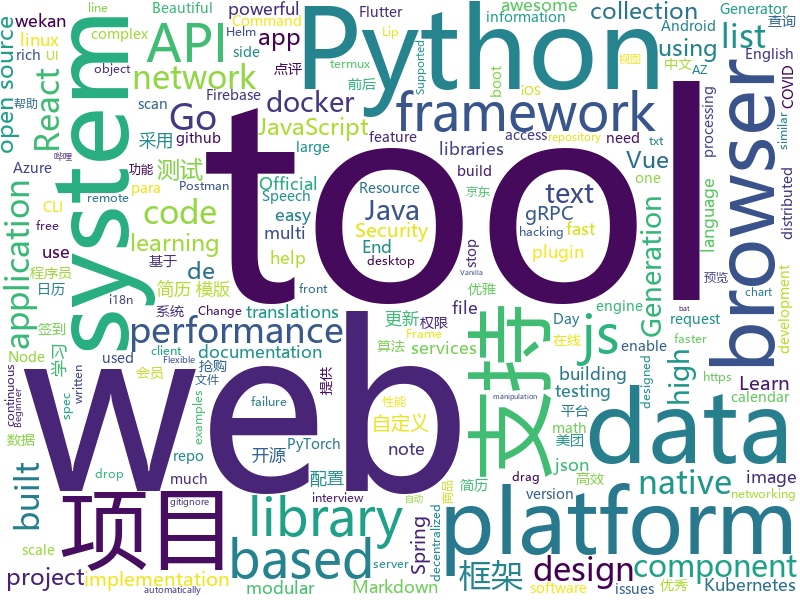 Beautiful
powerful
Flutter
awesome
collection
Android
Generator
查询
wekan
linux
Command
complex
Helm
Lip
side
information
rich
UI
termux
前后
iOS
中文
AZ
English
drop
object
点评
Supported
boot
视图
system
API
app
Python
using
list
open source
React
network
Go
docker
framework
browser
COVID
processing
帮助
scan
Firebase
github
JavaScript
feature
access
need
txt
similar
采用
哔哩
large
libraries
Vue
测试
Azure
功能
Postman
build
repository
one
distributed
application
CLI
para
remote
Official
Speech
Resource
Java
text
language
code
easy
Security
gRPC
fast
京东
free
use
learning
de
multi
End
hacking
plugin
程序员
基于
help
desktop
stop
Vanilla
优雅
日历
i18n
简历 模版
tool
file
engine
Generation
预览
系统
Change
front
支持
js
Day
在线
chart
签到
performance
translations
更新
权限
request
development
学习
Node
used
client
documentation
算法
services
enable
faster
bat
continuous
Beginner
written
抢购
Flexible
会员
文件
提供
Frame
building
testing
high
designed
https
calendar
web
data
built
spec
examples
failure
性能
自定义
平台
math
Learn
数据
repo
PyTorch
美团
json
高效
drag
简历
image
开源
配置
note
前端
native
version
networking
项目
library
platform
decentralized
scale
gitignore
interview
Spring
manipulation
project
based
框架
design
component
implementation
modular
server
Markdown
自动
software
issues
优秀
Kubernetes
automatically
line